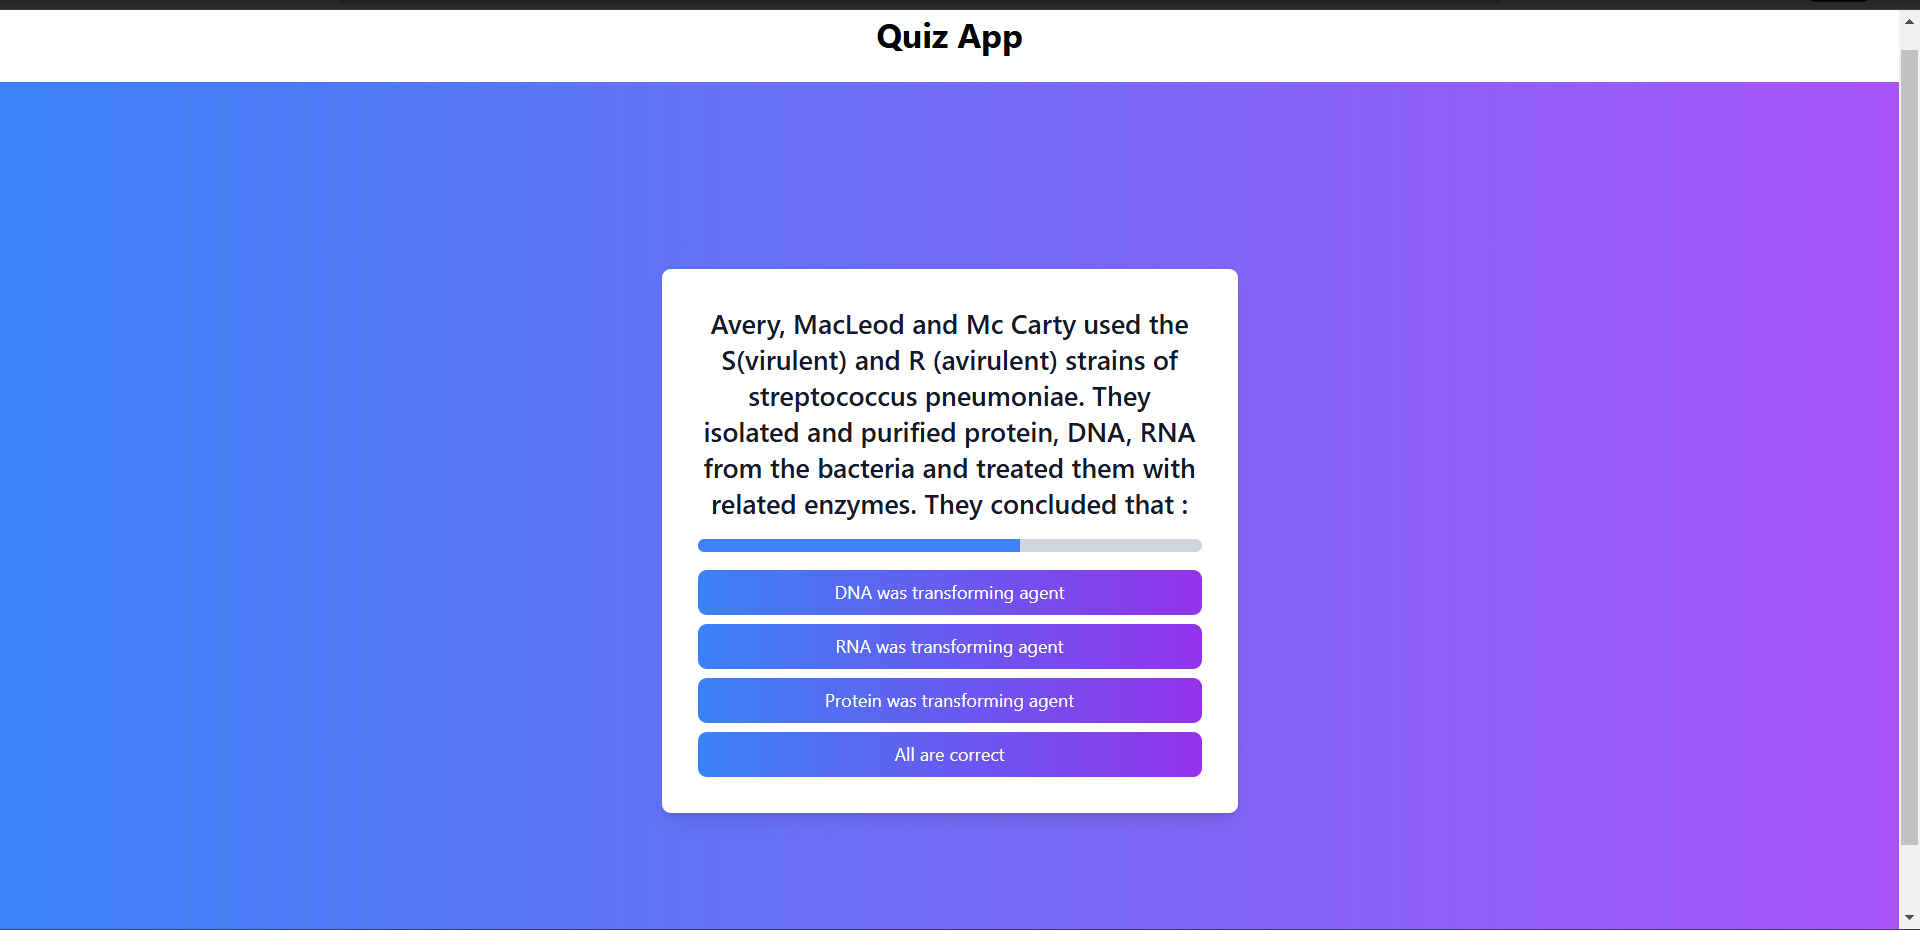 Quiz App
Avery, MacLeod and Mc Carty used the
S(virulent) and R (avirulent) strains of
streptococcus pneumoniae. They
isolated and purified protein, DNA, RNA
from the bacteria and treated them with
related enzymes. They concluded that :
DNA was transforming agent
RNA was transforming agent
Protein was transforming agent
All are correct